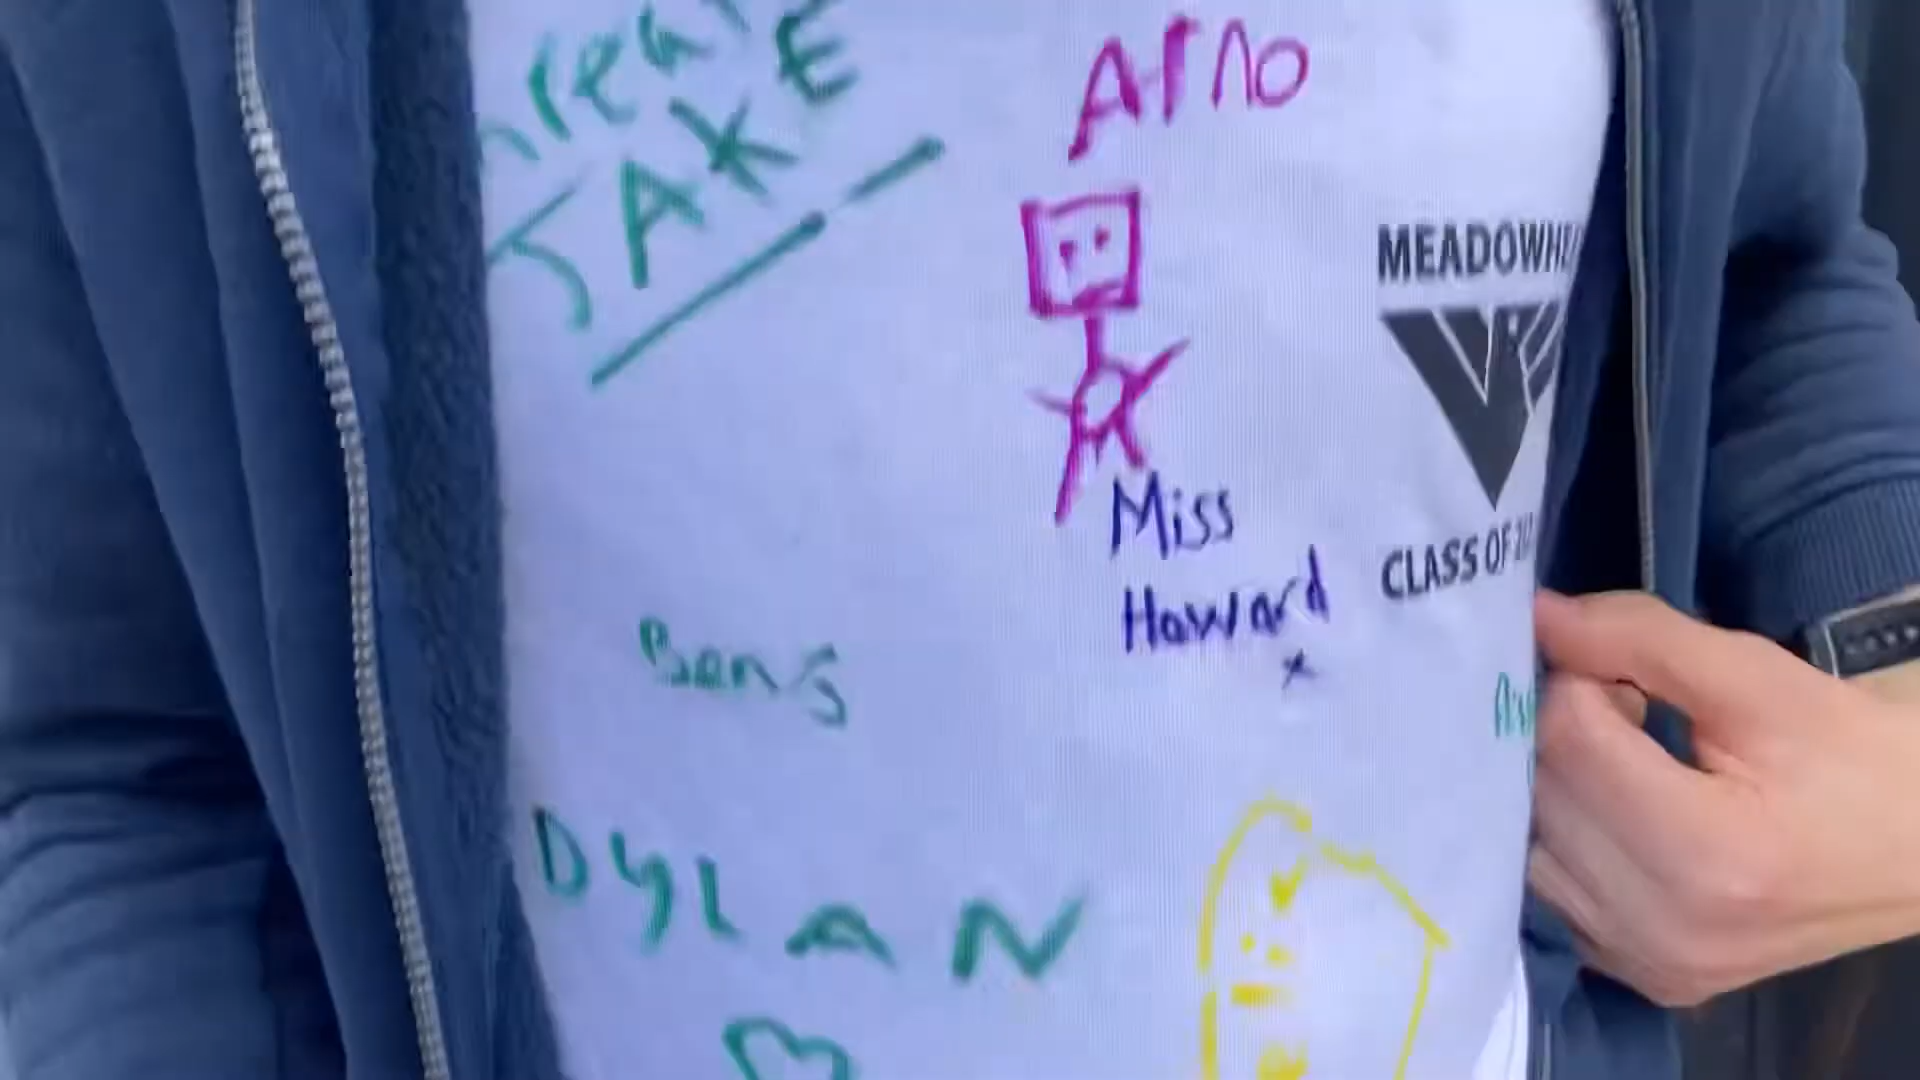 JAKE
Arno
MEADOWHE
CLASS OF 20
Miss
Howard
x
Ben S
DYLAN